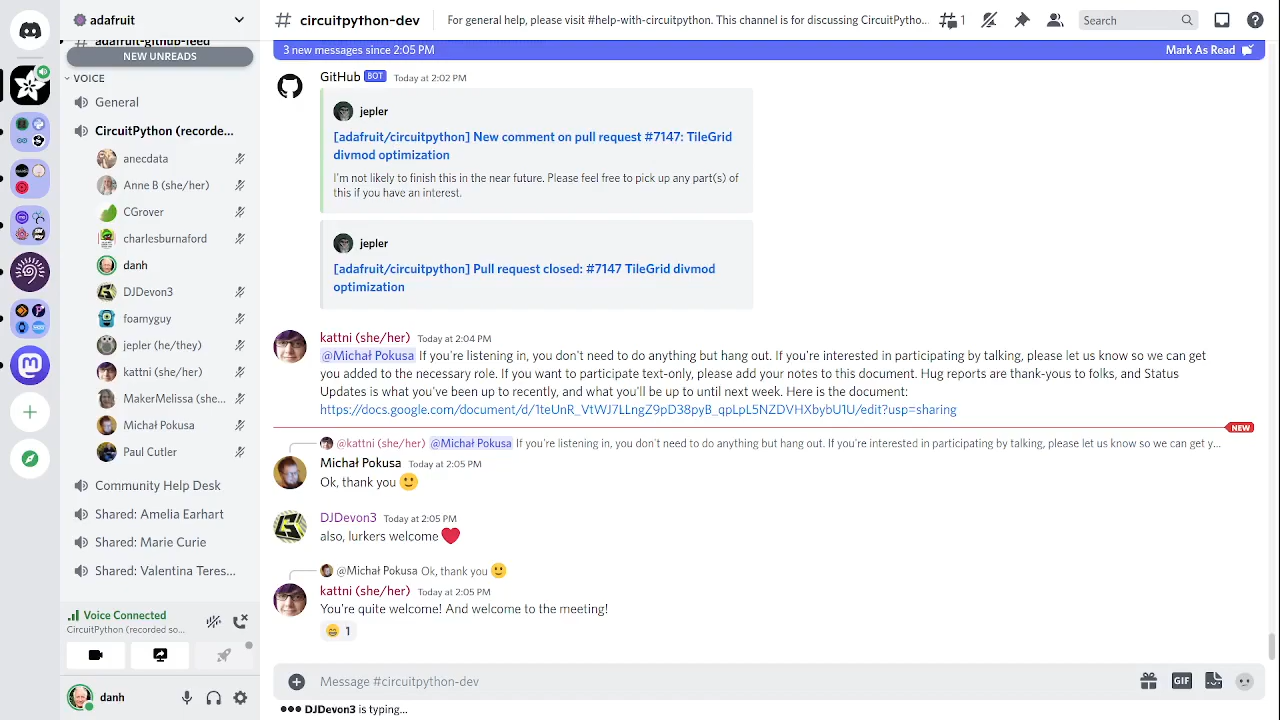 adafruit
adafruit-github-feed
NEW UNREADS
VOICE
General
CircuitPython (recorde...
anecdata
Anne B (she/her)
CGrover
charlesburnaford
danh
DJDevon3
foamyguy
jepler (he/they)
kattni (she/her)
MakerMelissa (she...
Michał Pokusa
Paul Cutler
Community Help Desk
Shared: Amelia Earhart
Shared: Marie Curie
Shared: Valentina Teres...
Voice Connected
CircuitPython (recorded so...
danh
circuitpython-dev
For general help, please visit #help-with-circuitpython. This channel is for discussing CircuitPytho...
1
Search
3 new messages since 2:05 PM
Mark As Read
GitHub BOT Today at 2:02 PM
jepler
[adafruit/circuitpython] New comment on pull request #7147: TileGrid
divmod optimization
I'm not likely to finish this in the near future. Please feel free to pick up any part(s) of
this if you have an interest.
jepler
[adafruit/circuitpython] Pull request closed: #7147 TileGrid divmod
optimization
kattni (she/her) Today at 2:04 PM
@Michał Pokusa If you're listening in, you don't need to do anything but hang out. If you're interested in participating by talking, please let us know so we can get
you added to the necessary role. If you want to participate text-only, please add your notes to this document. Hug reports are thank-yous to folks, and Status
Updates is what you've been up to recently, and what you'll be up to until next week. Here is the document:
https://docs.google.com/document/d/1teUnR_VtWJ7LLngZ9pD38pyB_qpLpL5NZDVHXbybU1U/edit?usp=sharing
NEW
@kattni (she/her) @Michał Pokusa If you're listening in, you don't need to do anything but hang out. If you're interested in participating by talking, please let us know so we can get y...
Michał Pokusa Today at 2:05 PM
Ok, thank you 🙂
DJDevon3 Today at 2:05 PM
also, lurkers welcome ❤️
@Michał Pokusa Ok, thank you 🙂
kattni (she/her) Today at 2:05 PM
You're quite welcome! And welcome to the meeting!
😄 1
Message #circuitpython-dev
GIF
DJDevon3 is typing...